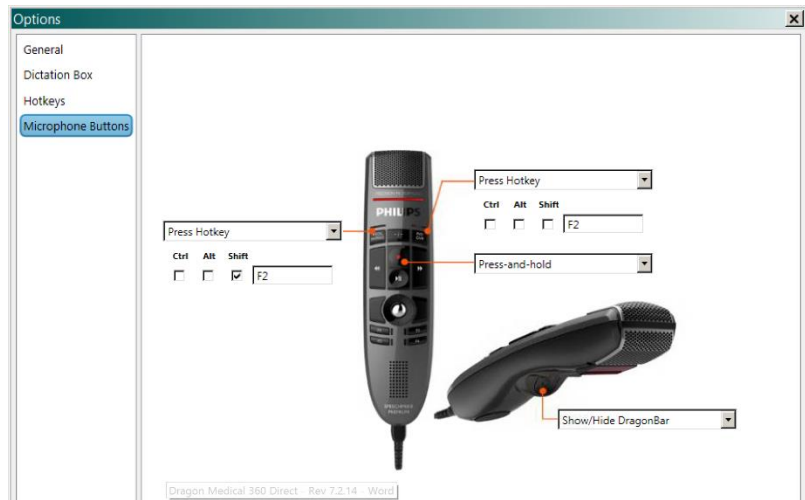 Options
General
Dictation Box
Hotkeys
Microphone Buttons
Press Hotkey
Ctrl Alt Shift
F2
PHILIPS
Press Hotkey
Ctrl Alt Shift
F2
Press-and-hold
Show/Hide DragonBar
Dragon Medical 360 Direct - Rev 7.2.14 - Word